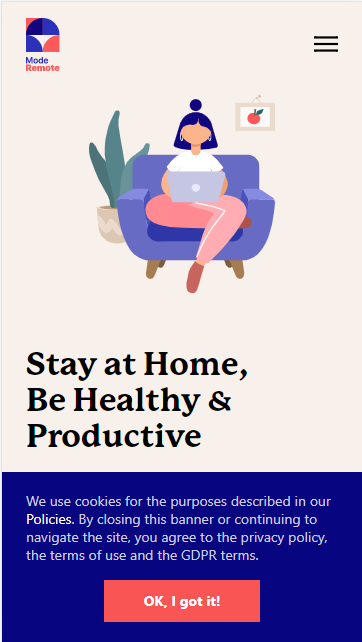 Mode
Remote
Stay at Home,
Be Healthy &
Productive
We use cookies for the purposes described in our
Policies. By closing this banner or continuing to
navigate the site, you agree to the privacy policy,
the terms of use and the GDPR terms.
OK, I got it!